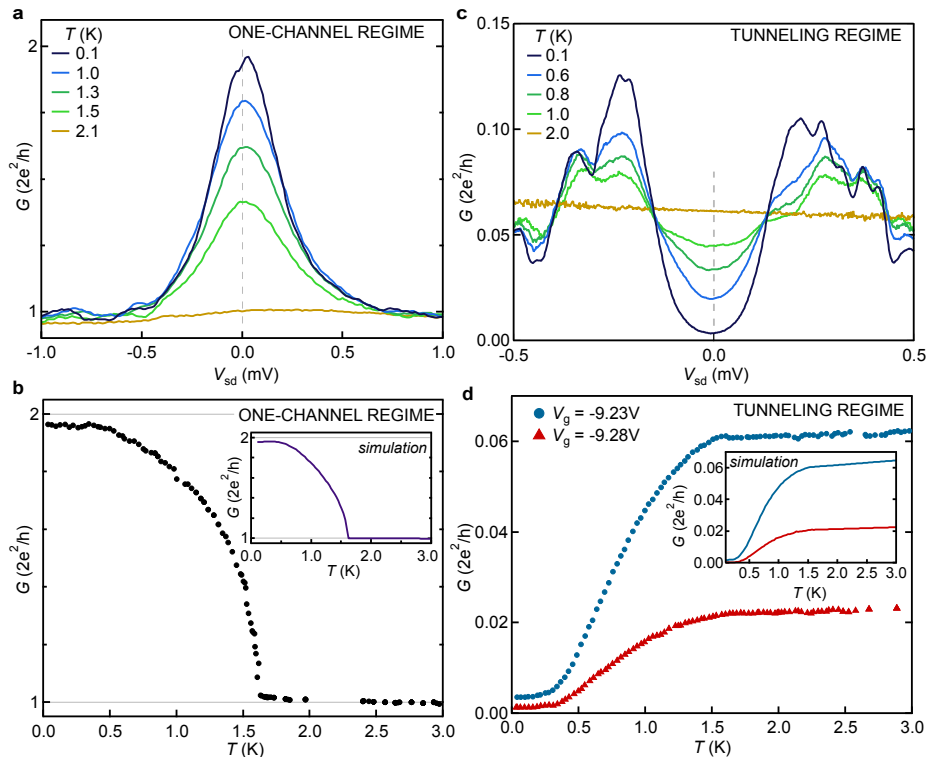 a
T (K)
0.1
1.0
1.3
1.5
2.1
ONE-CHANNEL REGIME
2
1
G (2e²/h)
-1.0 -0.5 0.0 0.5 1.0
Vsd (mV)
c
T (K)
0.1
0.6
0.8
1.0
2.0
TUNNELING REGIME
0.15
0.10
0.05
0.00
G (2e²/h)
-0.5 0.0 0.5
Vsd (mV)
b
ONE-CHANNEL REGIME
2
1
G (2e²/h)
0.0 0.5 1.0 1.5 2.0 2.5 3.0
T (K)
simulation
2
1
G (2e²/h)
0.0 1.0 2.0 3.0
T (K)
d
Vg = -9.23V
Vg = -9.28V
TUNNELING REGIME
0.06
0.04
0.02
0.00
G (2e²/h)
0.0 0.5 1.0 1.5 2.0 2.5 3.0
T (K)
simulation
0.06
0.04
0.02
0.00
G (2e²/h)
0.5 1.0 1.5 2.0 2.5 3.0
T (K)